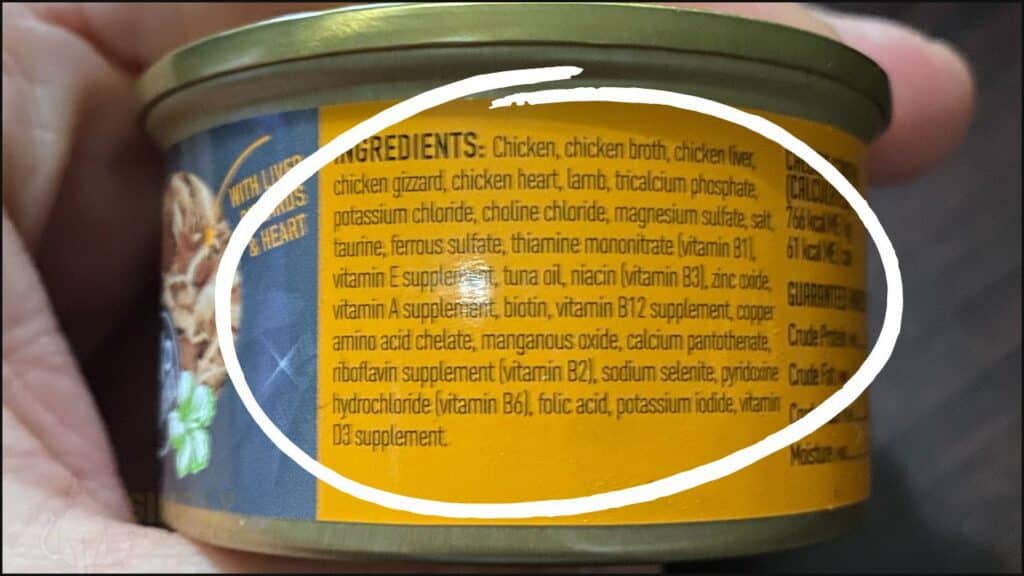 WITH LIVER
& HEART
INGREDIENTS: Chicken, chicken broth, chicken liver,
chicken gizzard, chicken heart, lamb, tricalcium phosphate,
potassium chloride, choline chloride, magnesium sulfate, salt,
taurine, ferrous sulfate, thiamine mononitrate (vitamin B1),
vitamin E supplement, tuna oil, niacin (vitamin B3), zinc oxide,
vitamin A supplement, biotin, vitamin B12 supplement, copper
amino acid chelate, manganous oxide, calcium pantothenate,
riboflavin supplement (vitamin B2), sodium selenite, pyridoxine
hydrochloride (vitamin B6), folic acid, potassium iodide, vitamin
D3 supplement.
766 kcal ME/
61 kcal ME/
Crude Protein
Crude Fat
Moisture